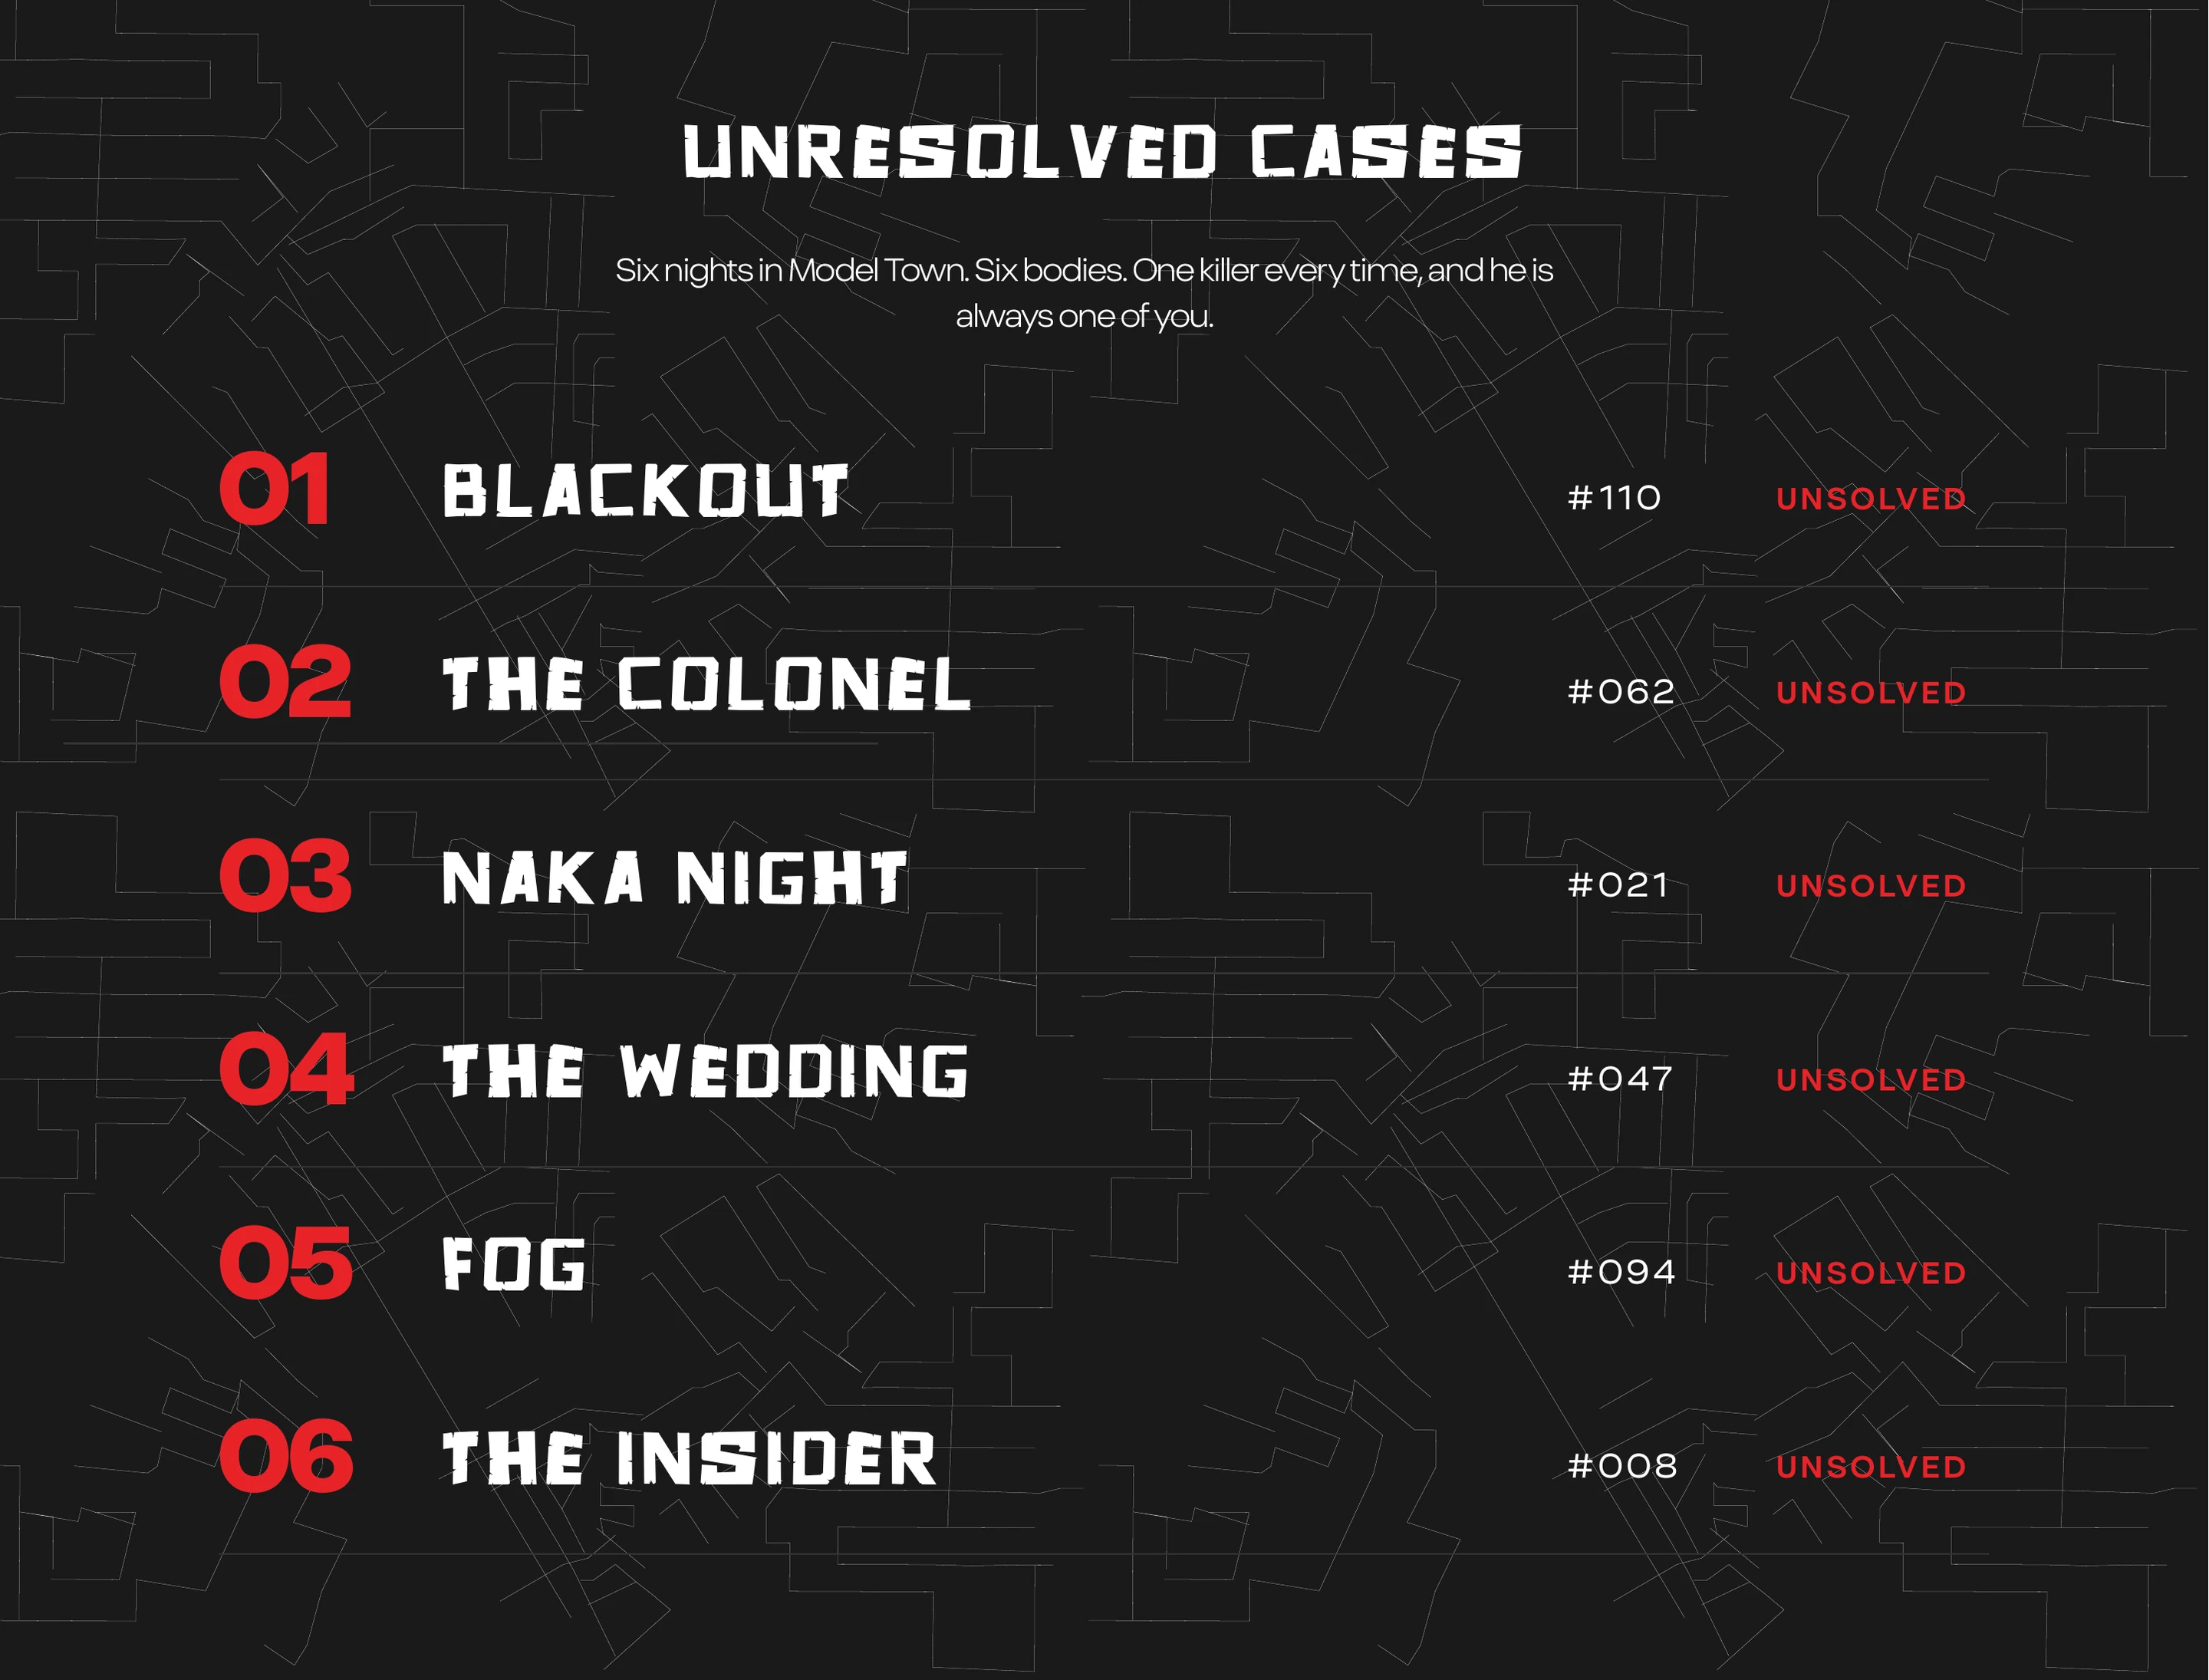 UNRESOLVED CASES
Six nights in Model Town. Six bodies. One killer every time, and he is
always one of you.
01 BLACKOUT #110 UNSOLVED
02 THE COLONEL #062 UNSOLVED
03 NAKA NIGHT #021 UNSOLVED
04 THE WEDDING #047 UNSOLVED
05 FOG #094 UNSOLVED
06 THE INSIDER #008 UNSOLVED